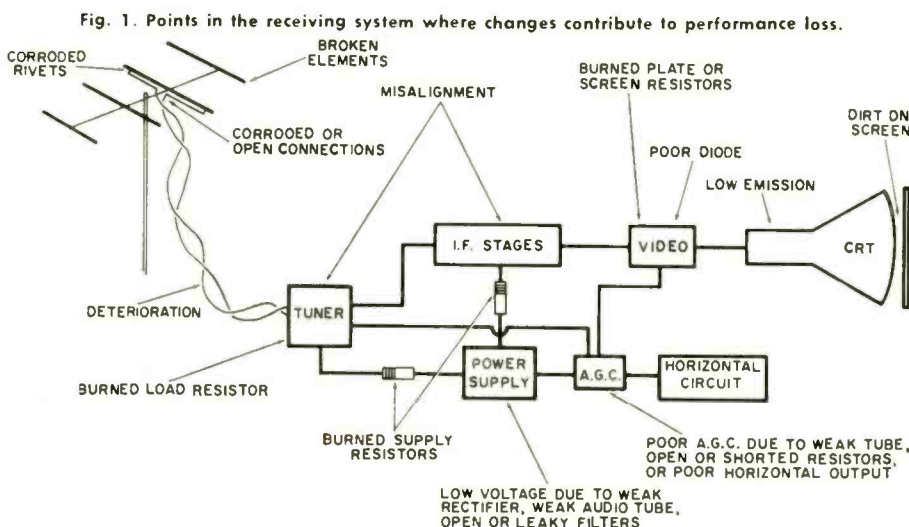 Fig. 1. Points in the receiving system where changes contribute to performance loss.
CORRODED
RIVETS
BROKEN
ELEMENTS
CORROOED OR
OPEN CONNECTIONS
MISALIGNMENT
BURNED PLATE OR
SCREEN RESISTORS
POOR DIODE
LOW EMISSION
DIRT ON
SCREEN
I.F. STAGES
VIDEO
CRT
DETERIORATION
TUNER
BURNED LOAD RESISTOR
POWER
SUPPLY
A.G.C.
HORIZONTAL
CIRCUIT
BURNED SUPPLY
RESISTORS
POOR A.G.C. DUE TO WEAK TUBE,
OPEN OR SHORTED RESISTORS,
OR POOR HORIZONTAL OUTPUT
LOW VOLTAGE DUE TO WEAK
RECTIFIER, WEAK AUDIO TUBE,
OPEN OR LEAKY FILTERS